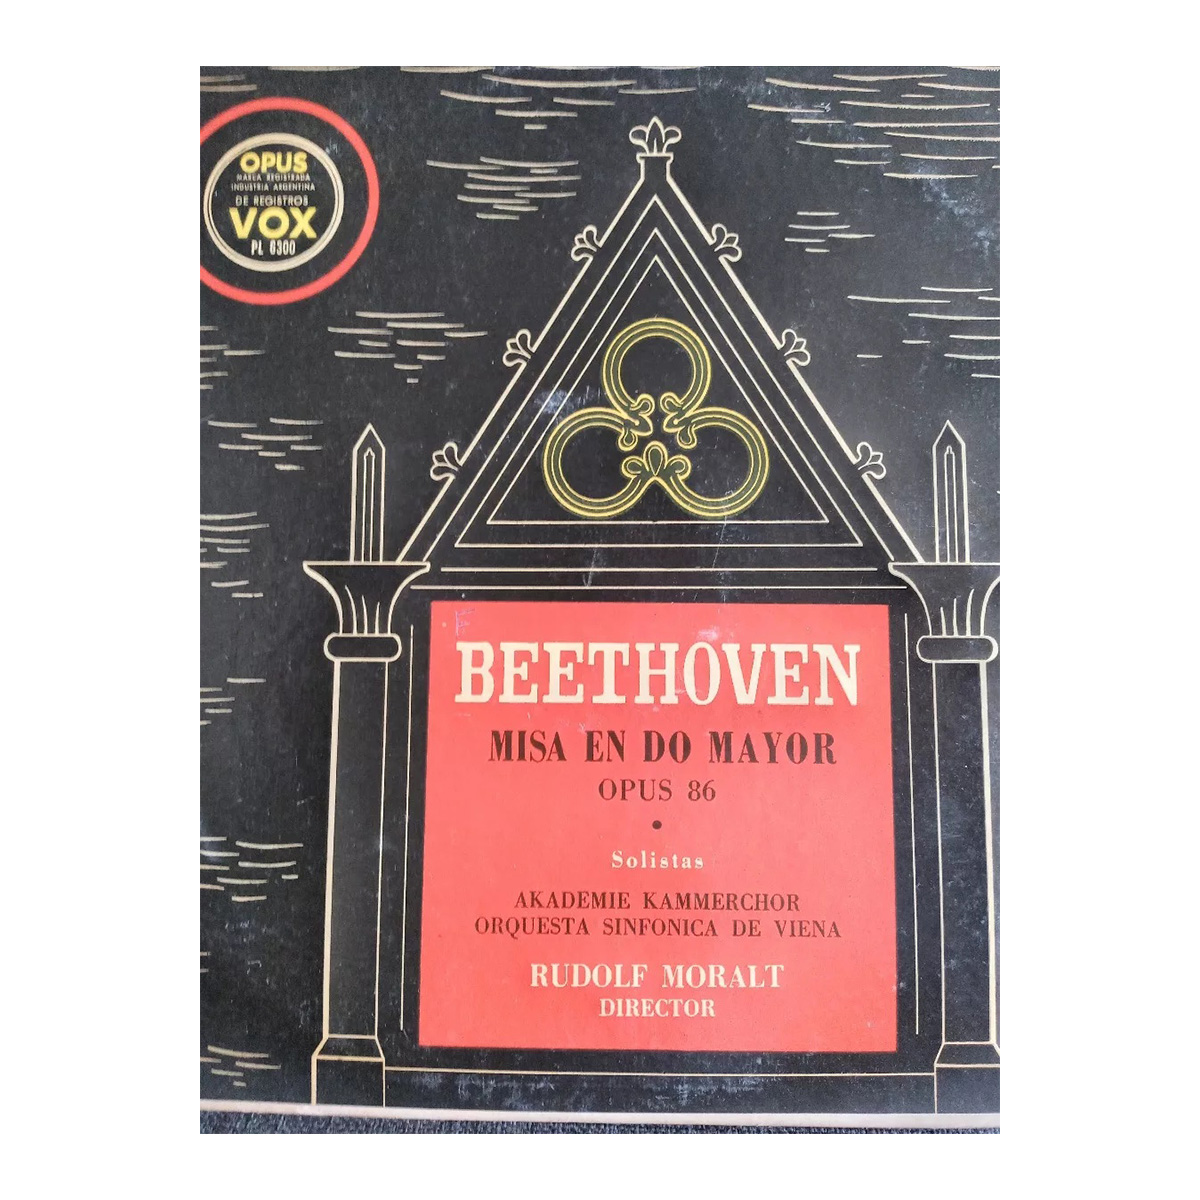 OPUS
MARCA REGISTRADA
INDUSTRIA ARGENTINA
DE REGISTROS
VOX
PL 6300
BEETHOVEN
MISA EN DO MAYOR
OPUS 86
Solistas
AKADEMIE KAMMERCHOR
ORQUESTA SINFONICA DE VIENA
RUDOLF MORALT
DIRECTOR